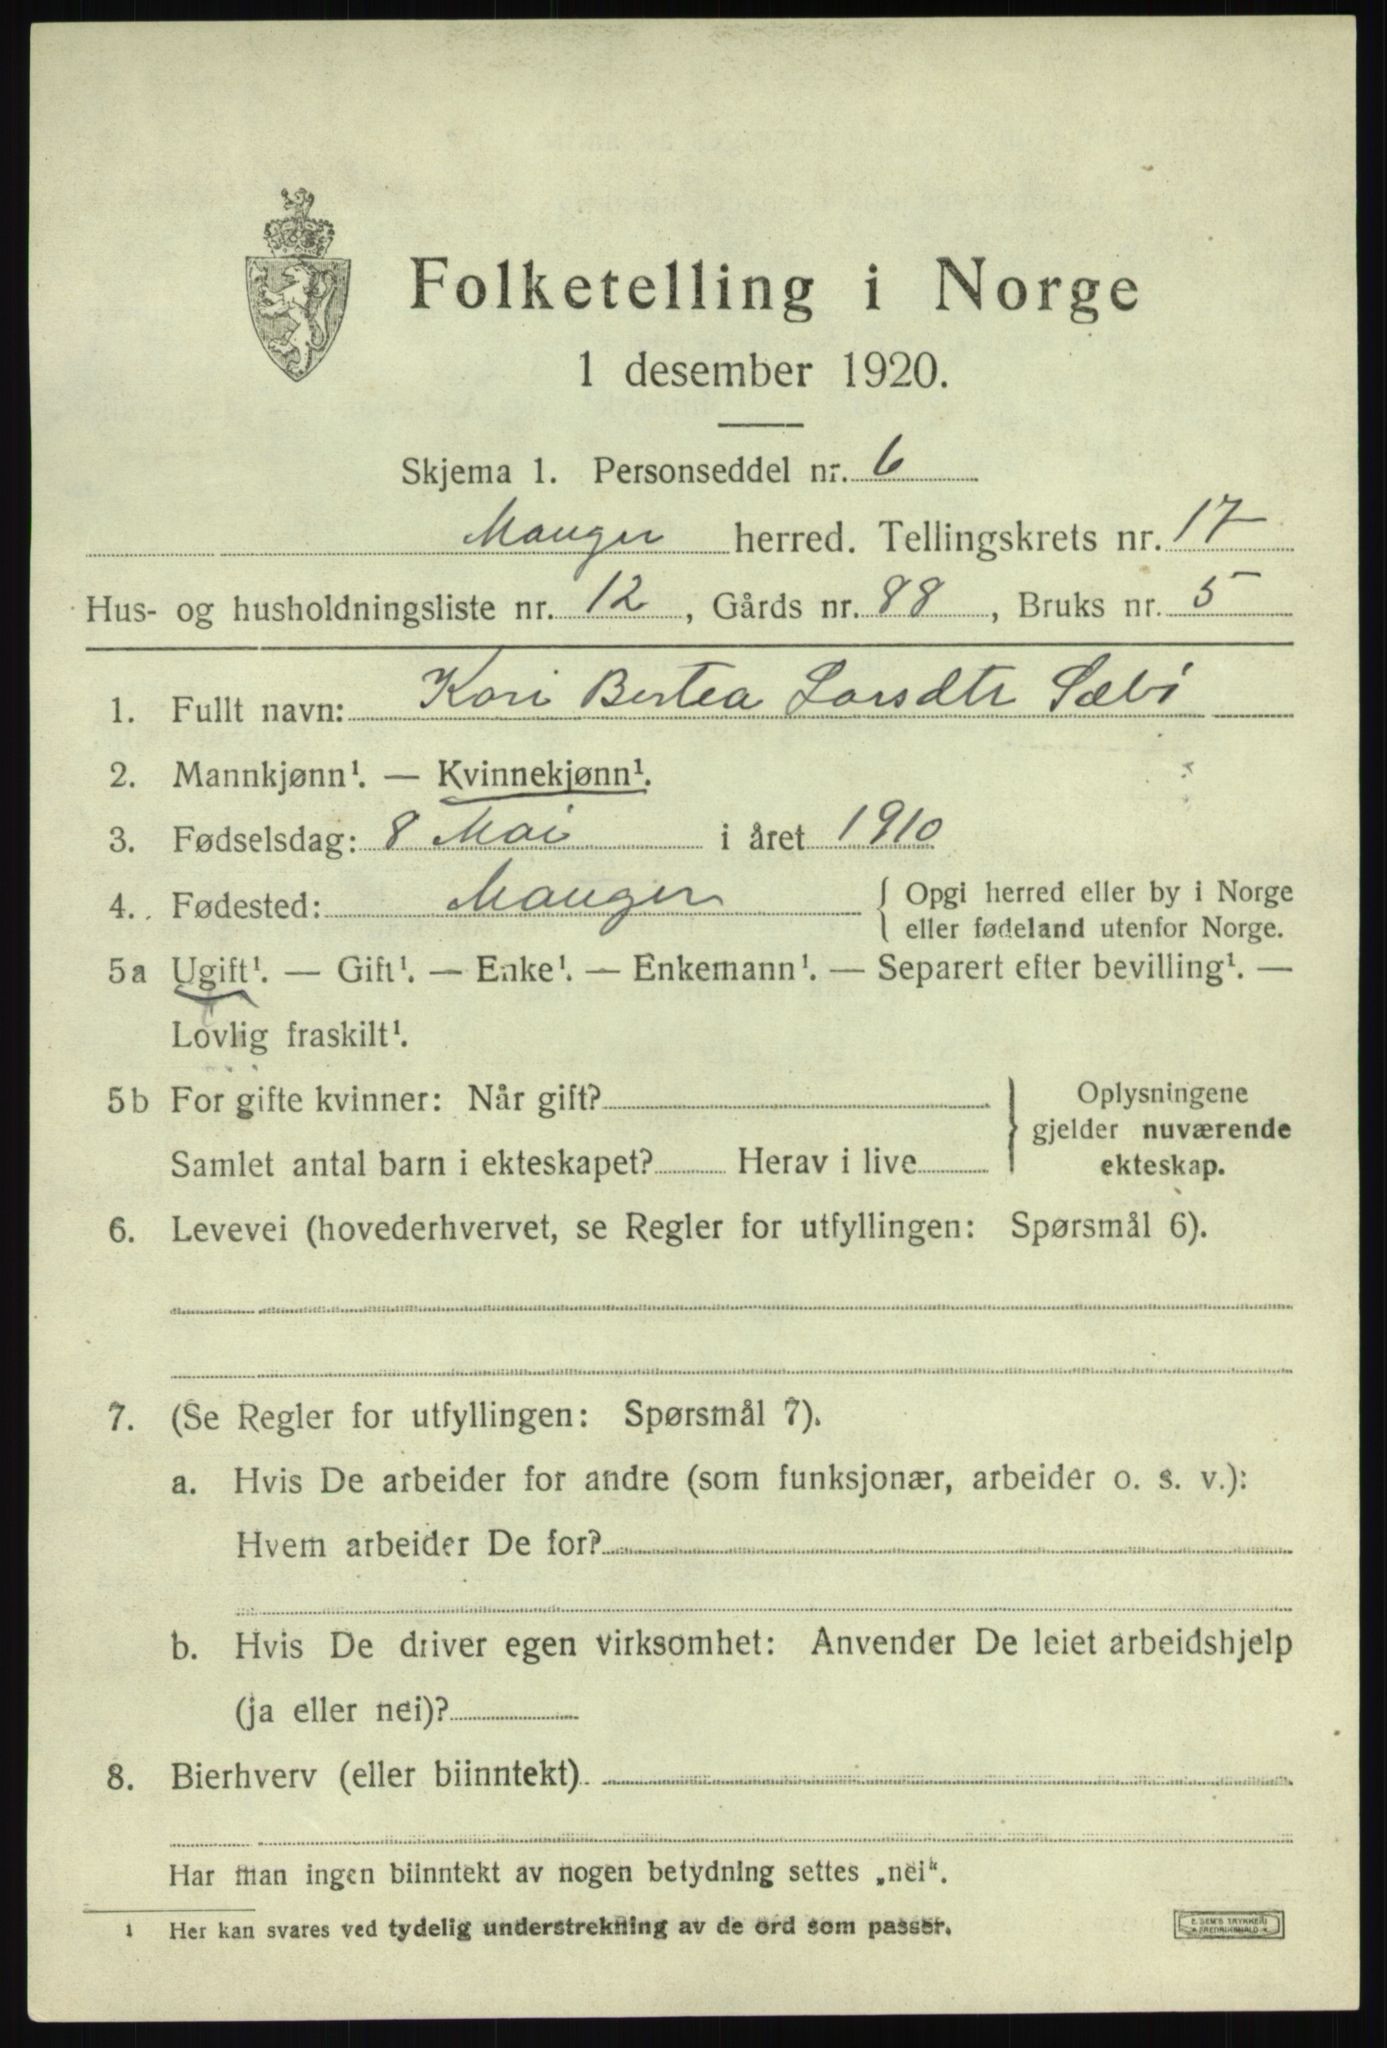 Folketelling i Norge
1 desember 1920.
Skjema 1. Personseddel nr. 6
Manger herred. Tellingskrets nr. 17
Hus- og husholdningsliste nr. 12, Gårds nr. 88, Bruks nr. 5
1. Fullt navn: Kari Bertea Larsdtr Sæbø
2. Mannkjønn¹. — Kvinnekjønn¹.
3. Fødselsdag: 8 Mai i året 1910
4. Fødested: Manger { Opgi herred eller by i Norge
eller fødeland utenfor Norge.
5a Ugift¹. — Gift¹. — Enke¹. — Enkemann¹. — Separert efter bevilling¹. —
Lovlig fraskilt¹.
5b For gifte kvinner: Når gift?
Samlet antal barn i ekteskapet? Herav i live
} Oplysningene
gjelder nuværende
ekteskap.
6. Levevei (hovederhvervet, se Regler for utfyllingen: Spørsmål 6).
7. (Se Regler for utfyllingen: Spørsmål 7).
a. Hvis De arbeider for andre (som funksjonær, arbeider o. s. v.):
Hvem arbeider De for?
b. Hvis De driver egen virksomhet: Anvender De leiet arbeidshjelp
(ja eller nei)?
8. Bierhverv (eller biinntekt)
Har man ingen biinntekt av nogen betydning settes „nei“.
1 Her kan svares ved tydelig understrekning av de ord som passer.
E. SEM'S TRYKKERI
FREDRIKSHALD